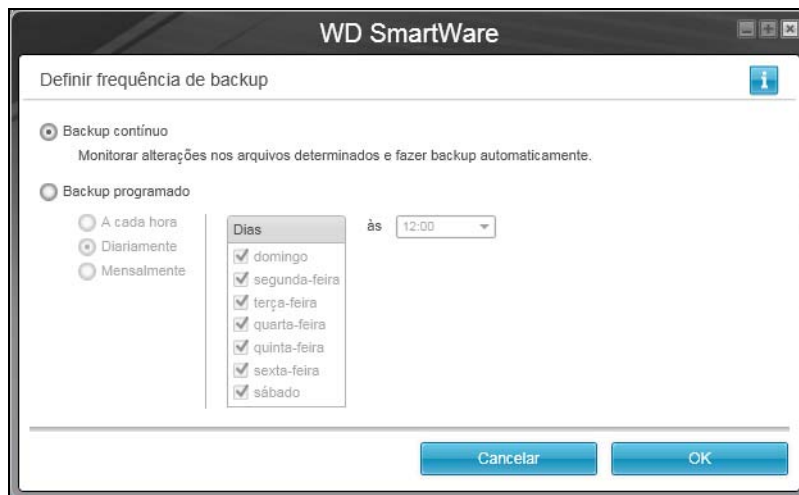 WD SmartWare
Definir frequência de backup
Backup contínuo
Monitorar alterações nos arquivos determinados e fazer backup automaticamente.
Backup programado
A cada hora
Diariamente
Mensalmente
Dias
domingo
segunda-feira
terça-feira
quarta-feira
quinta-feira
sexta-feira
sábado
às 12:00
Cancelar OK